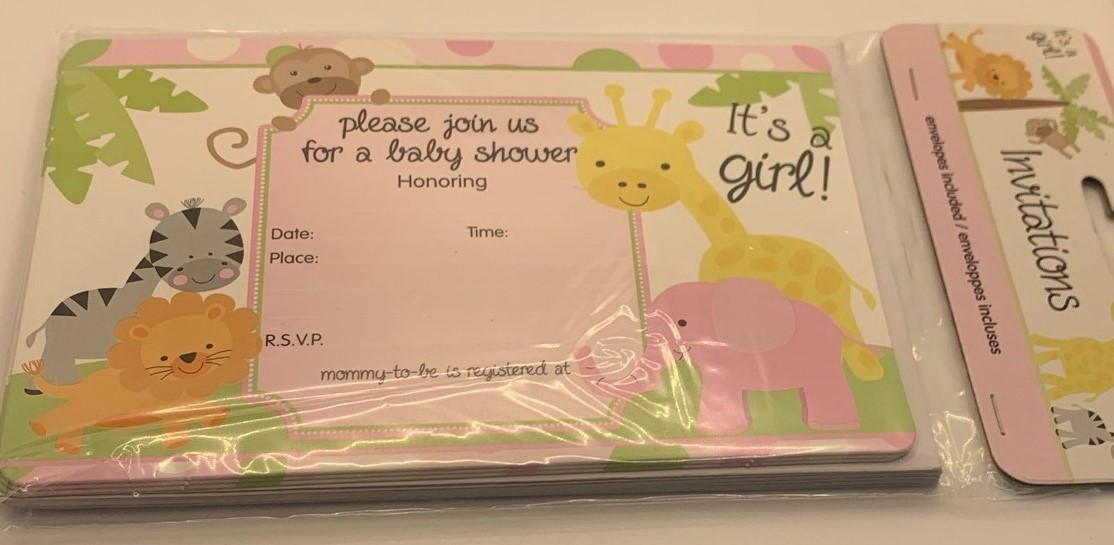 please join us
for a baby shower
Honoring
Date:
Time:
Place:
R.S.V.P.
mommy-to-be is registered at
It's a
girl!
It's a
girl!
envelopes included / enveloppes incluses
Invitations